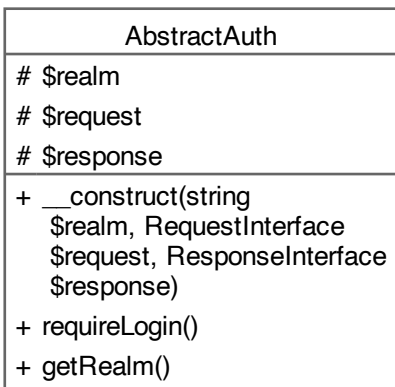 AbstractAuth
# $realm
# $request
# $response
+ __construct(string
$realm, RequestInterface
$request, ResponseInterface
$response)
+ requireLogin()
+ getRealm()